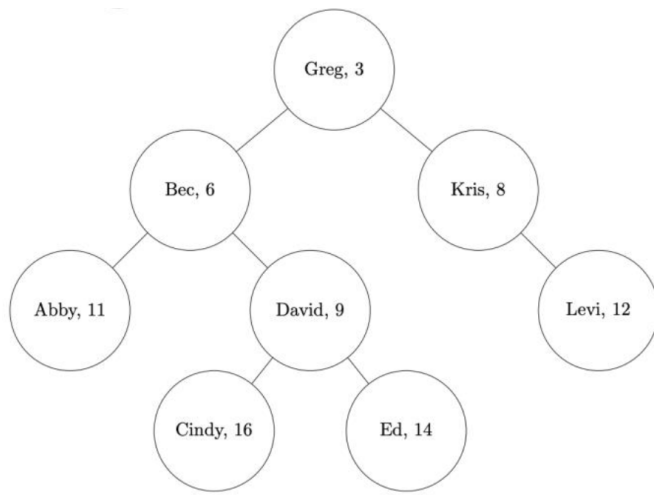 Greg, 3
Bec, 6
Kris, 8
Abby, 11
David, 9
Levi, 12
Cindy, 16
Ed, 14